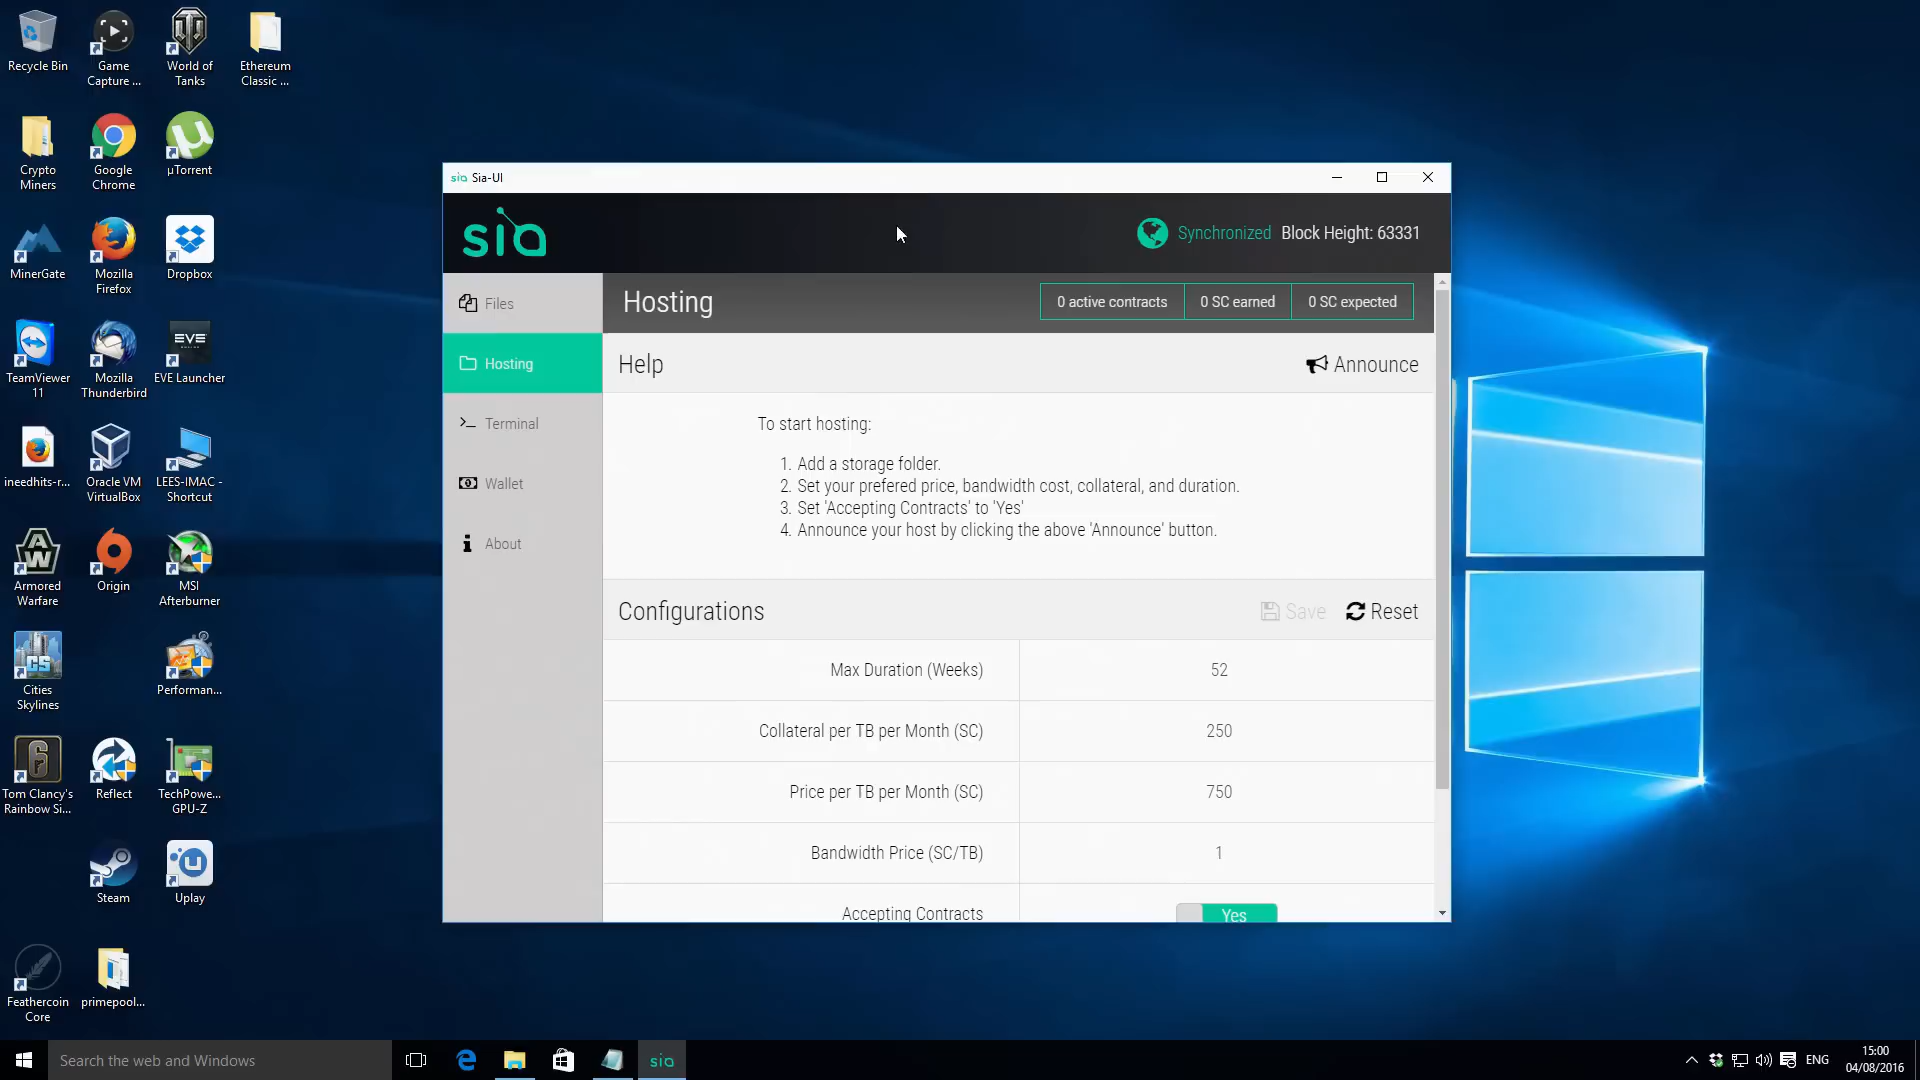 Recycle Bin
Game
Capture ...
World of
Tanks
Ethereum
Classic ...
Crypto
Miners
Google
Chrome
µTorrent
MinerGate
Mozilla
Firefox
Dropbox
TeamViewer
11
Mozilla
Thunderbird
EVE
EVE Launcher
ineedhits-r...
Oracle VM
VirtualBox
LEES-IMAC -
Shortcut
AW
Armored
Warfare
Origin
MSI
Afterburner
CS
Cities
Skylines
Performan...
6
Tom Clancy's
Rainbow Si...
Reflect
TechPowe...
GPU-Z
Steam
Uplay
Feathercoin
Core
primepool...
sia Sia-UI
sia
Synchronized Block Height: 63331
Files
Hosting
Terminal
Wallet
About
Hosting
0 active contracts
0 SC earned
0 SC expected
Help
Announce
To start hosting:
1. Add a storage folder.
2. Set your prefered price, bandwidth cost, collateral, and duration.
3. Set 'Accepting Contracts' to 'Yes'
4. Announce your host by clicking the above 'Announce' button.
Configurations
Save
Reset
Max Duration (Weeks) 52
Collateral per TB per Month (SC) 250
Price per TB per Month (SC) 750
Bandwidth Price (SC/TB) 1
Accepting Contracts Yes
Search the web and Windows
sia
ENG
15:00
04/08/2016